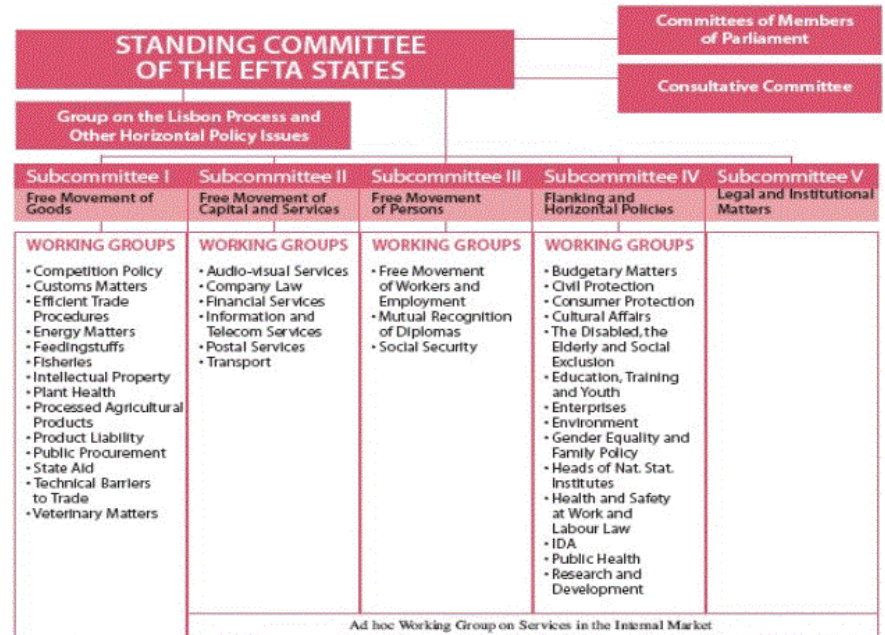 STANDING COMMITTEE
OF THE EFTA STATES
Committees of Members
of Parliament
Consultative Committee
Group on the Lisbon Process and
Other Horizontal Policy Issues
Subcommittee I
Free Movement of
Goods
WORKING GROUPS
• Competition Policy
• Customs Matters
• Efficient Trade
Procedures
• Energy Matters
• Feedingstuffs
• Fisheries
• Intellectual Property
• Plant Health
• Processed Agricultural
Products
• Product Liability
• Public Procurement
• State Aid
• Technical Barriers
to Trade
• Veterinary Matters
Subcommittee II
Free Movement of
Capital and Services
WORKING GROUPS
• Audio-visual Services
• Company Law
• Financial Services
• Information and
Telecom Services
• Postal Services
• Transport
Subcommittee III
Free Movement
of Persons
WORKING GROUPS
• Free Movement
of Workers and
Employment
• Mutual Recognition
of Diplomas
• Social Security
Subcommittee IV
Flanking and
Horizontal Policies
WORKING GROUPS
• Budgetary Matters
• Civil Protection
• Consumer Protection
• Cultural Affairs
• The Disabled, the
Elderly and Social
Exclusion
• Education, Training
and Youth
• Enterprises
• Environment
• Gender Equality and
Family Policy
• Heads of Nat. Stat.
Institutes
• Health and Safety
at Work and
Labour Law
• IDA
• Public Health
• Research and
Development
Subcommittee V
Legal and Institutional
Matters
Ad hoc Working Group on Services in the Internal Market